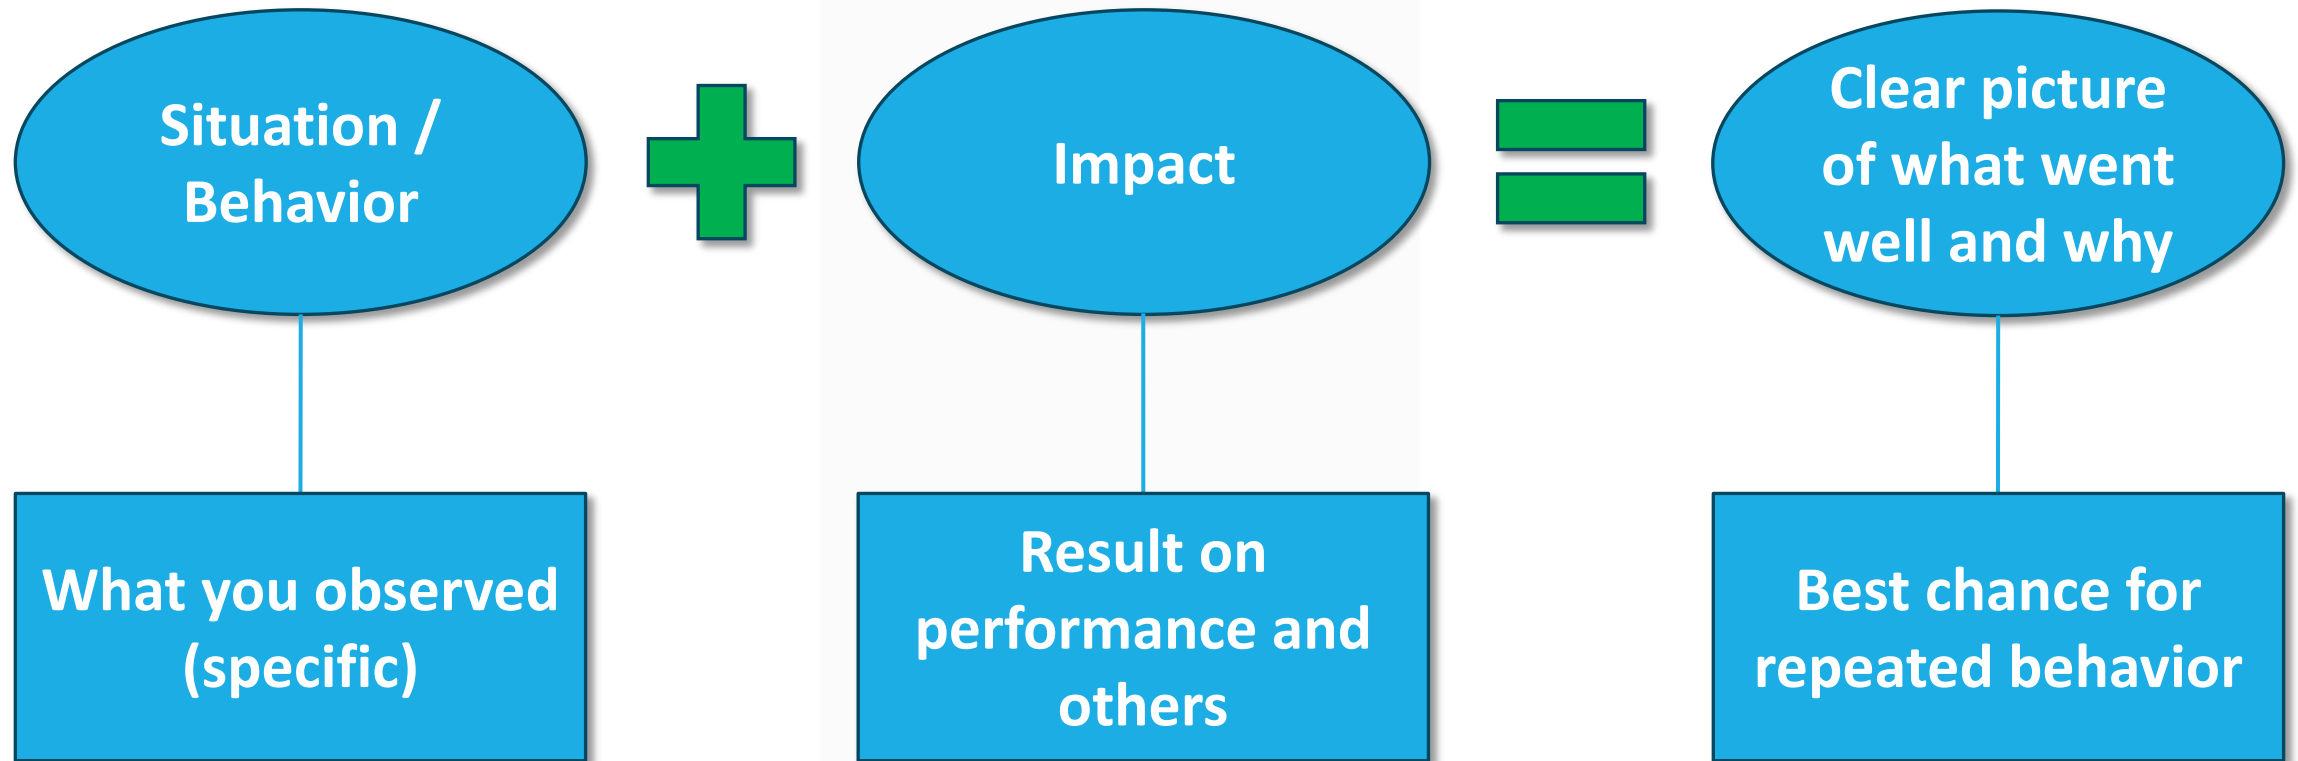 Situation /
Behavior
Impact
Clear picture
of what went
well and why
What you observed
(specific)
Result on
performance and
others
Best chance for
repeated behavior